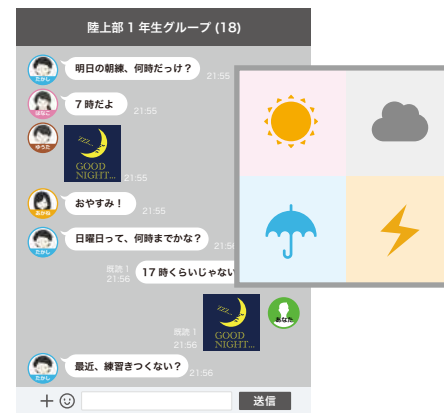 陸上部 1 年生グループ (18)
明日の朝練、何時だっけ？
21:55
たかし
7 時だよ
21:55
はなこ
ゆうた
zzz...
GOOD
NIGHT...
21:55
おやすみ！
21:55
あかね
日曜日って、何時までかな？
21:56
たかし
既読 1
21:56
17 時くらいじゃない
zzz...
既読 1
GOOD
21:56
NIGHT...
あなた
最近、練習きつくない？
21:56
たかし
送信